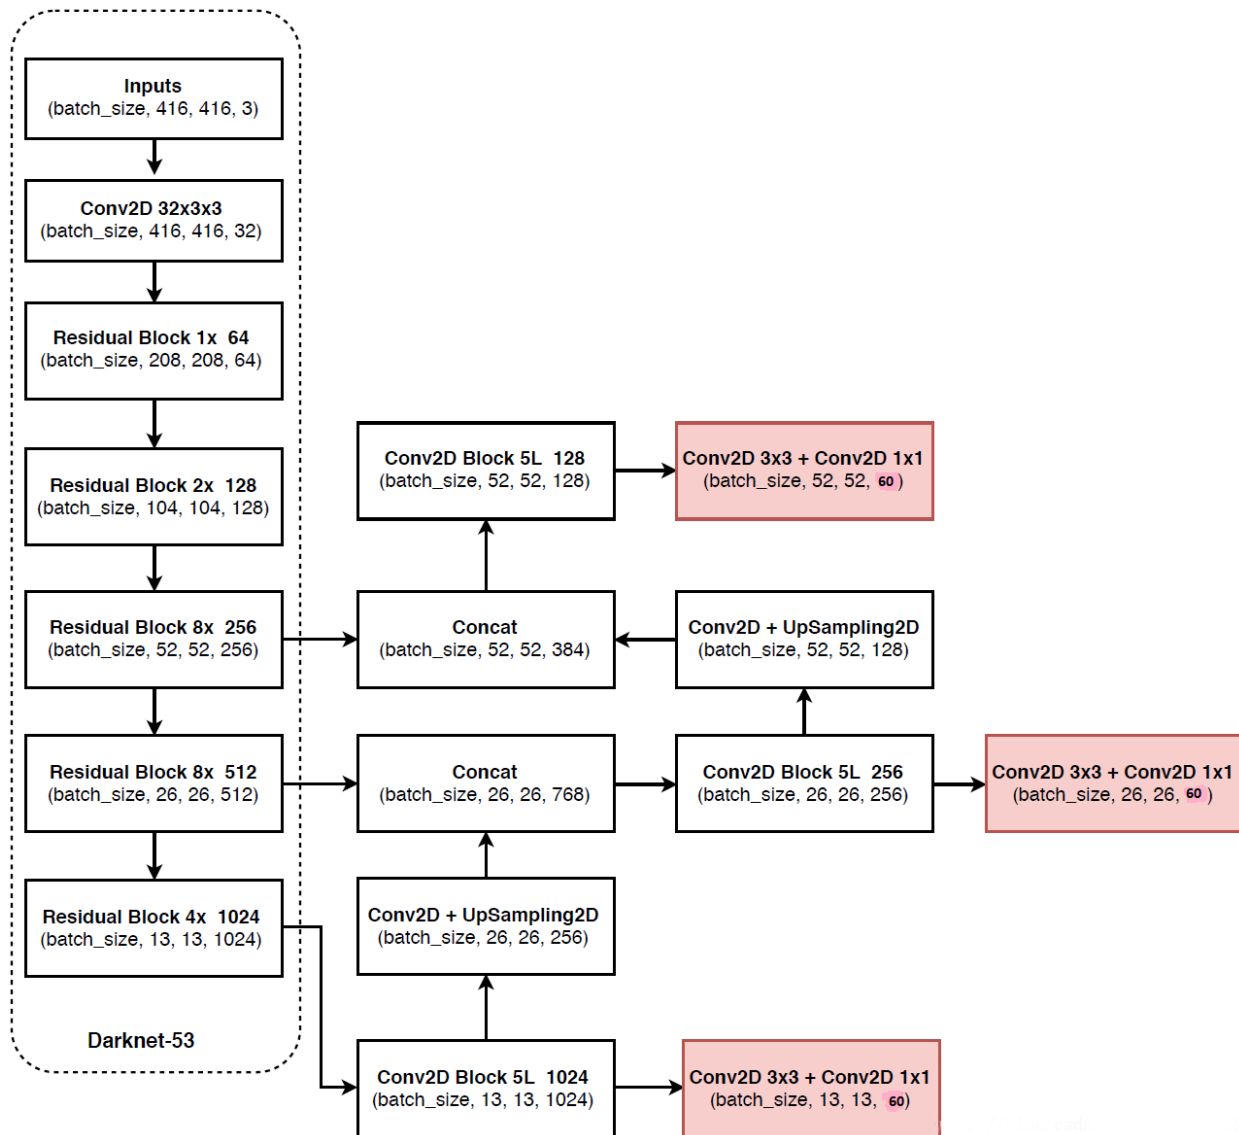 Inputs
(batch_size, 416, 416, 3)
Conv2D 32x3x3
(batch_size, 416, 416, 32)
Residual Block 1x 64
(batch_size, 208, 208, 64)
Residual Block 2x 128
(batch_size, 104, 104, 128)
Residual Block 8x 256
(batch_size, 52, 52, 256)
Residual Block 8x 512
(batch_size, 26, 26, 512)
Residual Block 4x 1024
(batch_size, 13, 13, 1024)
Darknet-53
Conv2D Block 5L 128
(batch_size, 52, 52, 128)
Conv2D 3x3 + Conv2D 1x1
(batch_size, 52, 52, 60)
Concat
(batch_size, 52, 52, 384)
Conv2D + UpSampling2D
(batch_size, 52, 52, 128)
Concat
(batch_size, 26, 26, 768)
Conv2D Block 5L 256
(batch_size, 26, 26, 256)
Conv2D 3x3 + Conv2D 1x1
(batch_size, 26, 26, 60)
Conv2D + UpSampling2D
(batch_size, 26, 26, 256)
Conv2D Block 5L 1024
(batch_size, 13, 13, 1024)
Conv2D 3x3 + Conv2D 1x1
(batch_size, 13, 13, 60)